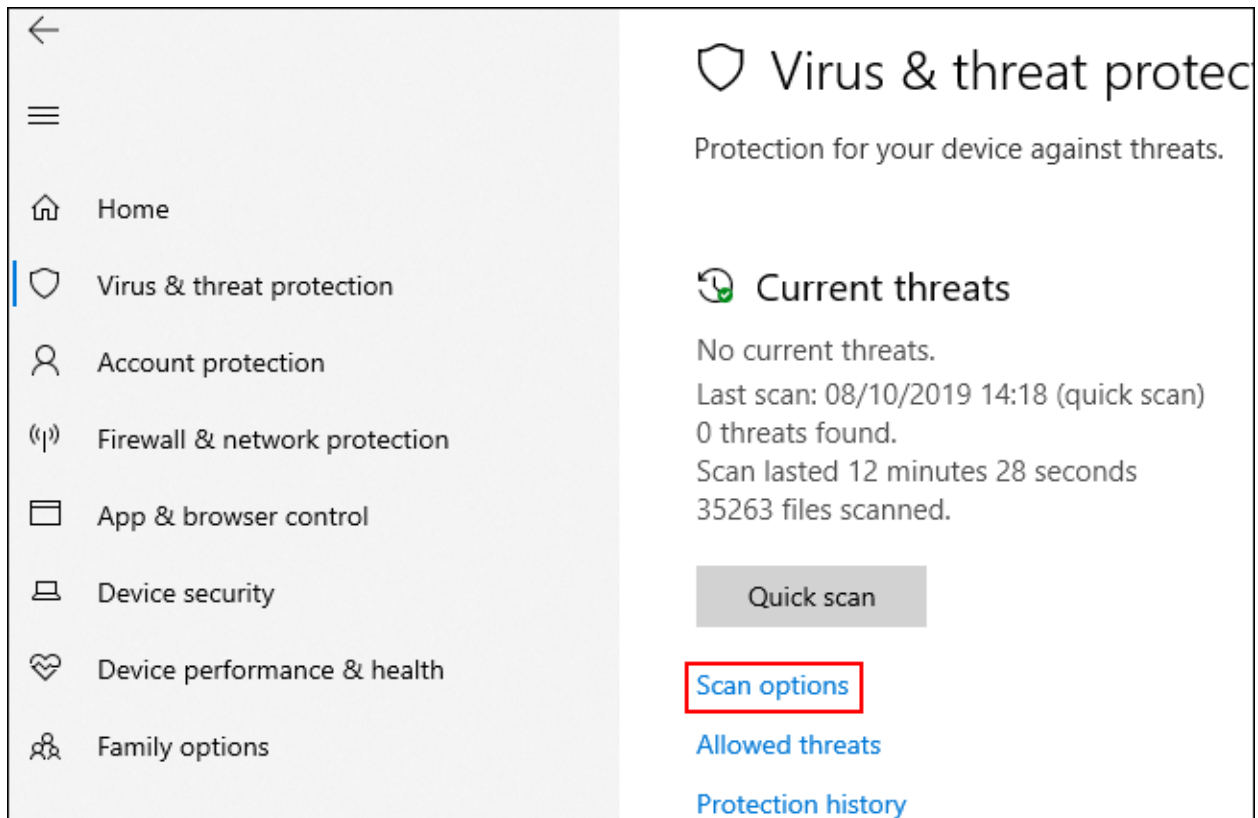 Home
Virus & threat protection
Account protection
Firewall & network protection
App & browser control
Device security
Device performance & health
Family options
Virus & threat protec
Protection for your device against threats.
Current threats
No current threats.
Last scan: 08/10/2019 14:18 (quick scan)
0 threats found.
Scan lasted 12 minutes 28 seconds
35263 files scanned.
Quick scan
Scan options
Allowed threats
Protection history